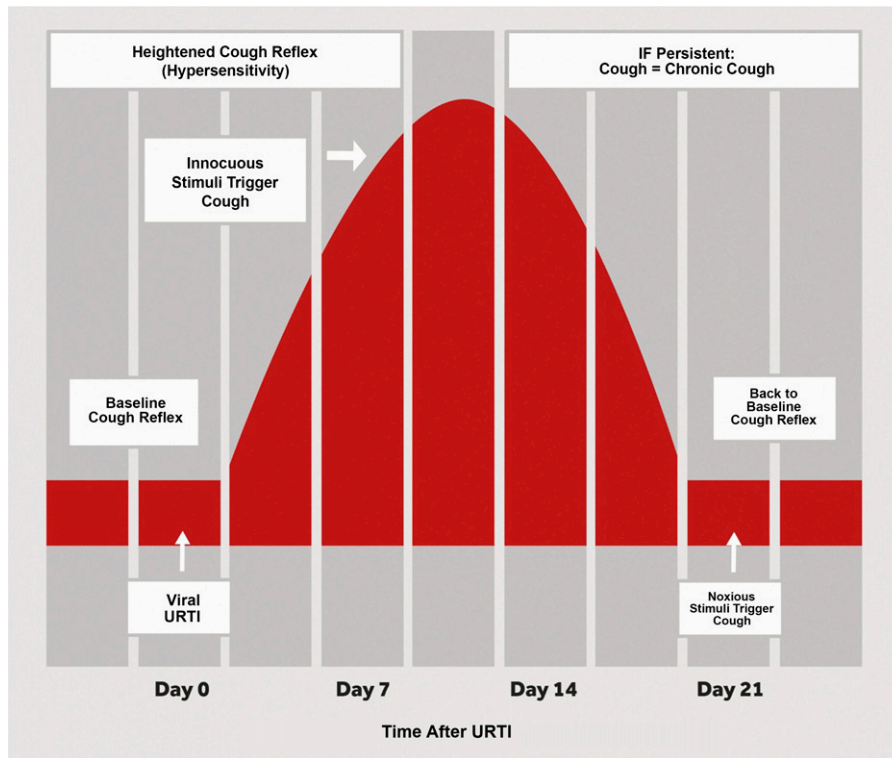 Heightened Cough Reflex
(Hypersensitivity)
IF Persistent:
Cough = Chronic Cough
Innocuous
Stimuli Trigger
Cough
Baseline
Cough Reflex
Back to
Baseline
Cough Reflex
Viral
URTI
Noxious
Stimuli Trigger
Cough
Day 0 Day 7 Day 14 Day 21
Time After URTI